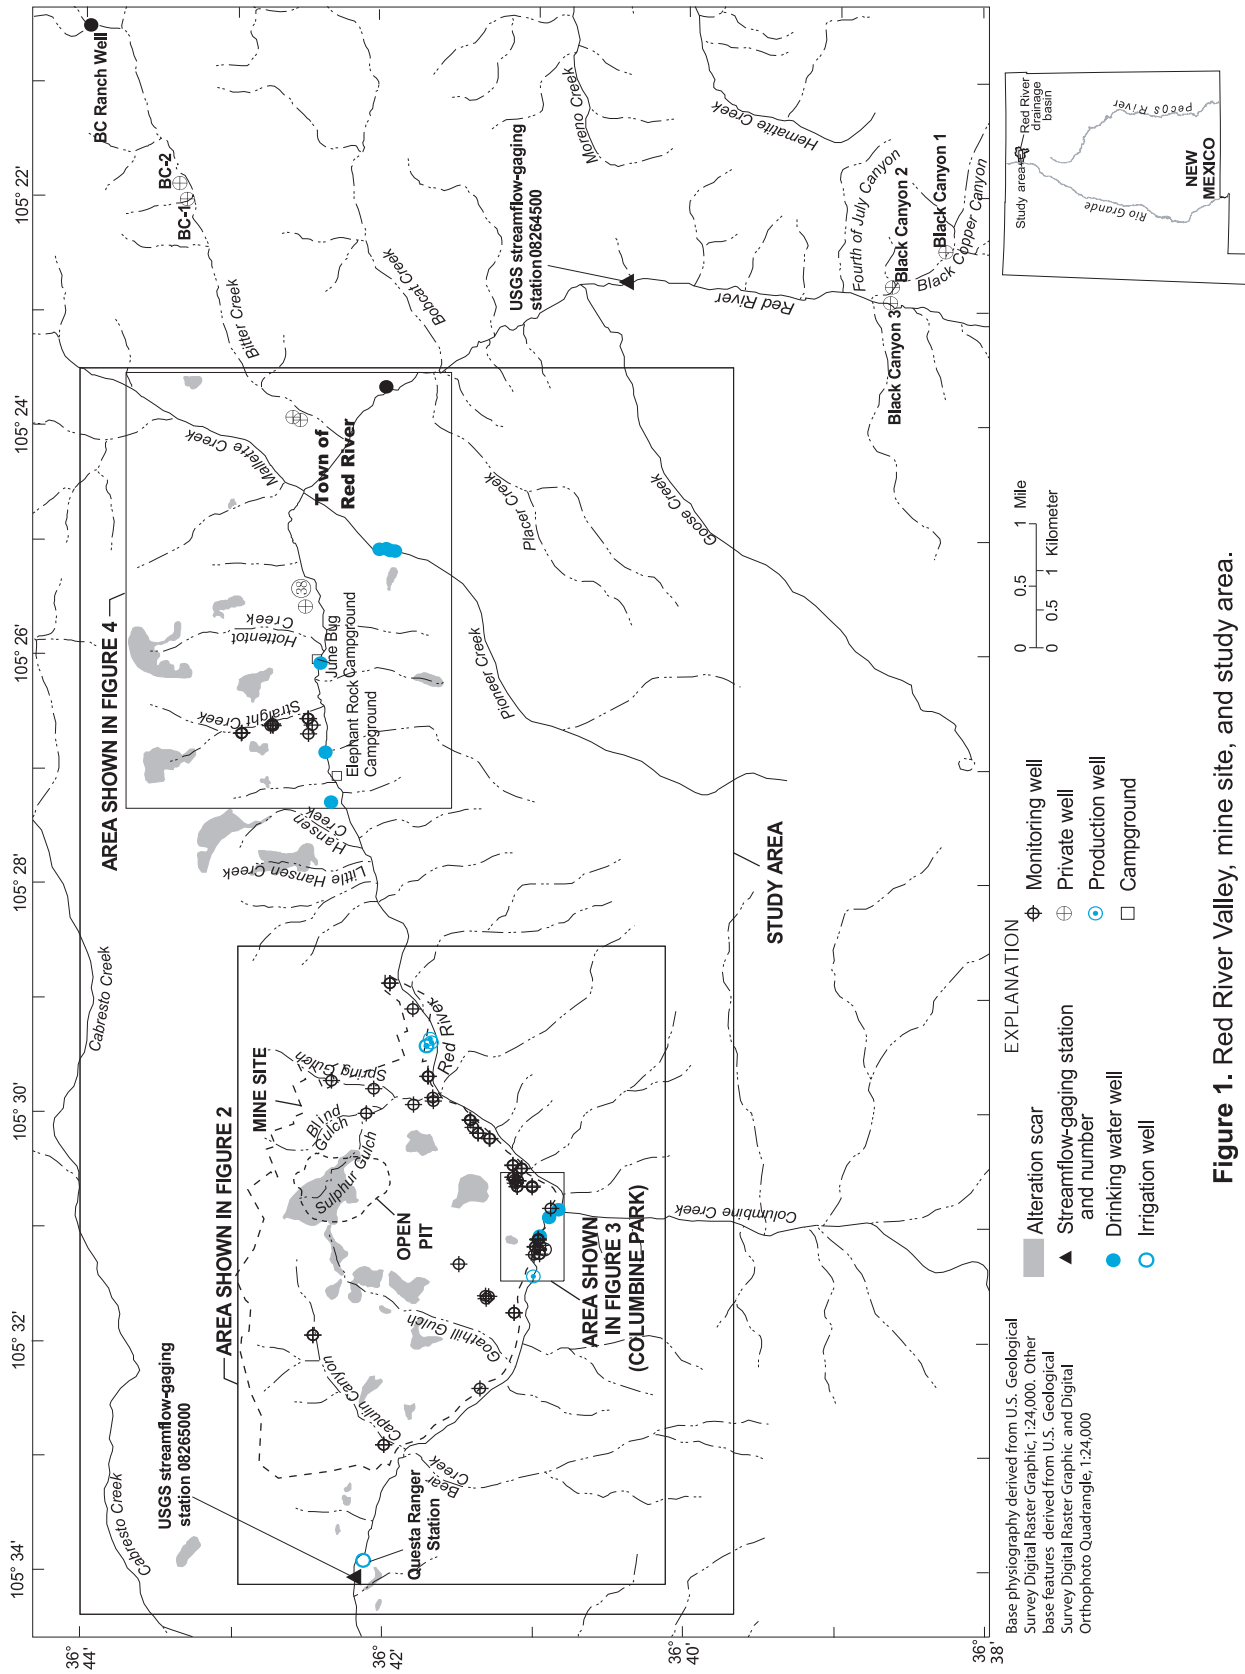 105° 34'
105° 32'
105° 30'
105° 28'
105° 26'
105° 24'
105° 22'
36°
44'
36°
42'
36°
40'
36°
38'
Cabresto Creek
Cabresto Creek
USGS streamflow-gaging
station 08265000
AREA SHOWN IN FIGURE 2
MINE SITE
AREA SHOWN IN FIGURE 4
BC Ranch Well
BC-2
BC-1
Bitter Creek
Bobcat Creek
Mallette Creek
Town of
Red River
Hottentot
Creek
38
June Bug
Campground
Straight Creek
Elephant Rock
Campground
Hansen
Creek
Little Hansen Creek
Spring Gulch
Blind
Gulch
Sulphur Gulch
OPEN
PIT
Red River
Goathill Gulch
Capulin Canyon
Bear
Creek
Questa Ranger
Station
AREA SHOWN
IN FIGURE 3
(COLUMBINE PARK)
Columbine Creek
STUDY AREA
Pioneer Creek
Placer Creek
Goose Creek
USGS streamflow-gaging
station 08264500
Red River
Moreno Creek
Hematite Creek
Fourth of July Canyon
Black Canyon 2
Black Canyon 1
Black Canyon 3
Black Copper Canyon
Base physiography derived from U.S. Geological
Survey Digital Raster Graphic, 1:24,000. Other
base features derived from U.S. Geological
Survey Digital Raster Graphic and Digital
Orthophoto Quadrangle, 1:24,000
EXPLANATION
Alteration scar
Streamflow-gaging station
and number
Drinking water well
Irrigation well
Monitoring well
Private well
Production well
Campground
0 0.5 1 Mile
0 0.5 1 Kilometer
Study area
Red River
drainage
basin
Rio Grande
Pecos River
NEW
MEXICO
Figure 1. Red River Valley, mine site, and study area.